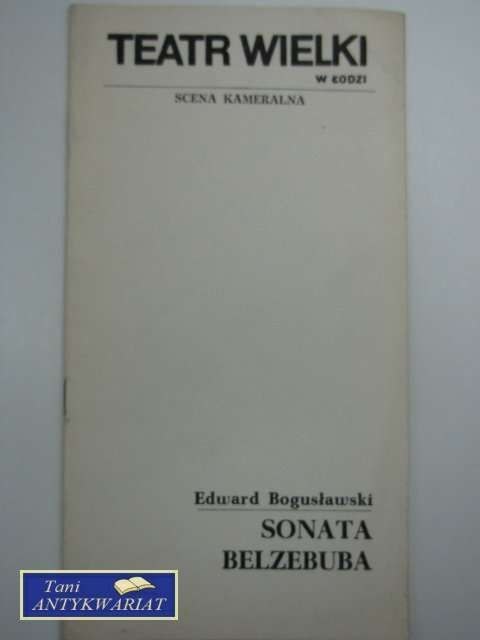 TEATR WIELKI
W ŁODZI
SCENA KAMERALNA
Edward Bogusławski
SONATA
BELZEBUBA
Tani
ANTYKWARIAT